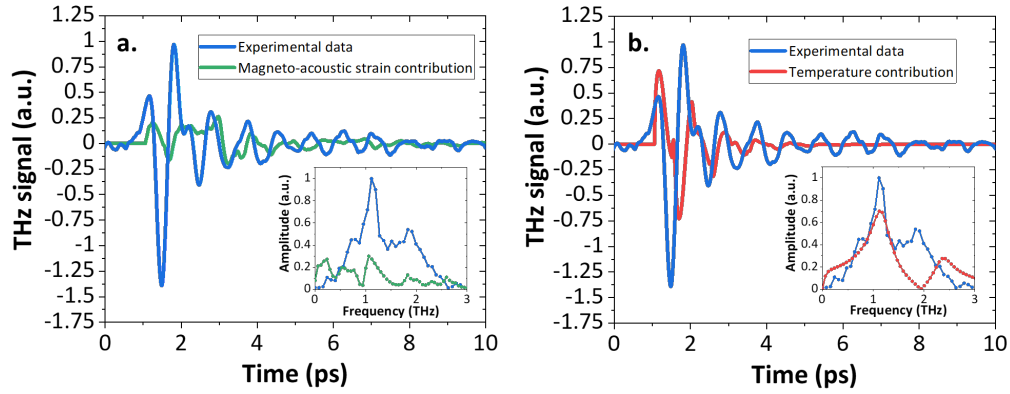 a.
Experimental data
Magneto-acoustic strain contribution
THz signal (a.u.)
1.25
1
0.75
0.5
0.25
0
-0.25
-0.5
-0.75
-1
-1.25
-1.5
-1.75
0 2 4 6 8 10
Time (ps)
Amplitude (a.u.)
1.0
0.8
0.6
0.4
0.2
0
0 1 2 3
Frequency (THz)
b.
Experimental data
Temperature contribution
THz signal (a.u.)
1.25
1
0.75
0.5
0.25
0
-0.25
-0.5
-0.75
-1
-1.25
-1.5
-1.75
0 2 4 6 8 10
Time (ps)
Amplitude (a.u.)
1.0
0.8
0.6
0.4
0.2
0
0 1 2 3
Frequency (THz)